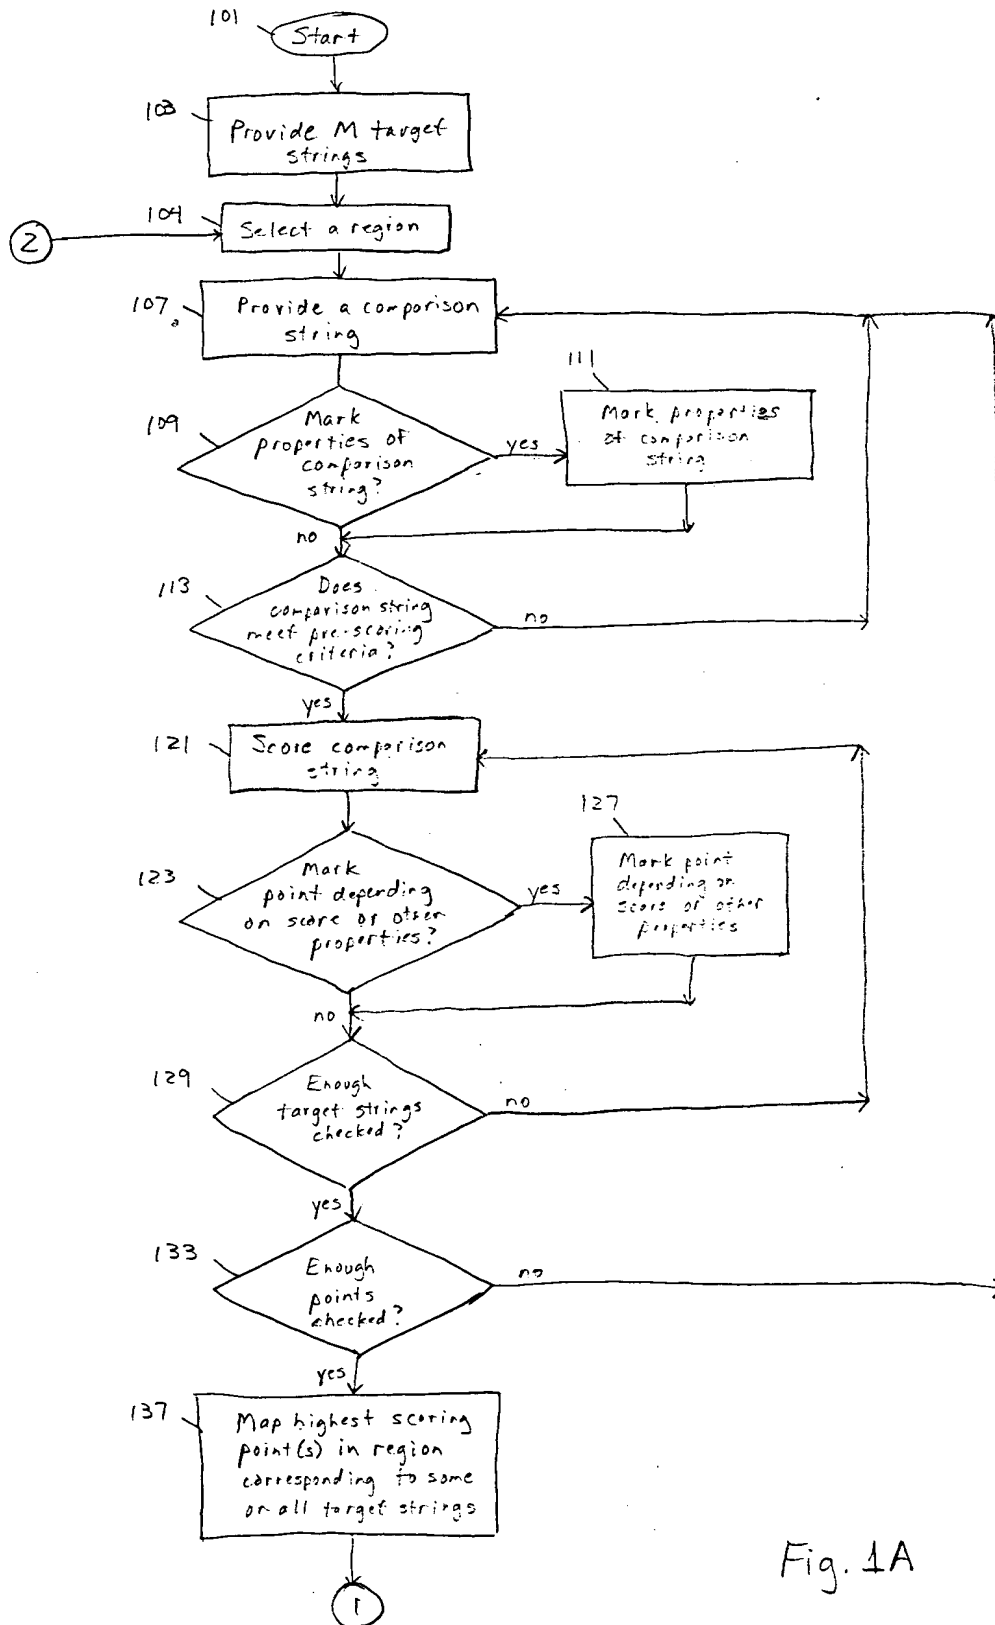 101
Start
103
Provide M target
strings
104
Select a region
2
107
Provide a comparison
string
111
109
Mark
properties of
comparison
string?
yes
Mark properties
of comparison
string
no
113
Does
comparison string
meet pre-scoring
criteria?
no
yes
121
Score comparison
string
127
123
Mark
point depending
on score or other
properties?
yes
Mark point
depending on
score or other
properties
no
129
Enough
target strings
checked?
no
yes
133
Enough
points
checked?
no
yes
137
Map highest scoring
point(s) in region
corresponding to some
or all target strings
1
Fig. 1A